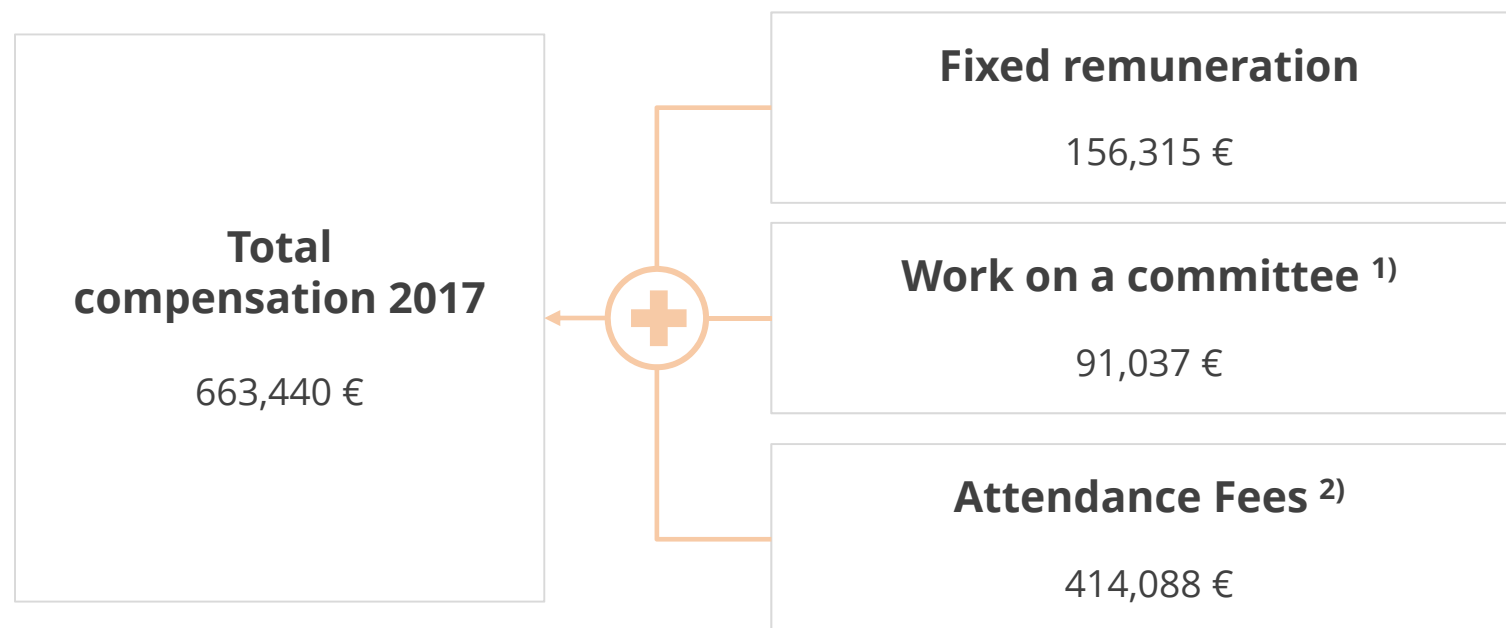 Total
compensation 2017
663,440 €
Fixed remuneration
156,315 €
Work on a committee 1)
91,037 €
Attendance Fees 2)
414,088 €